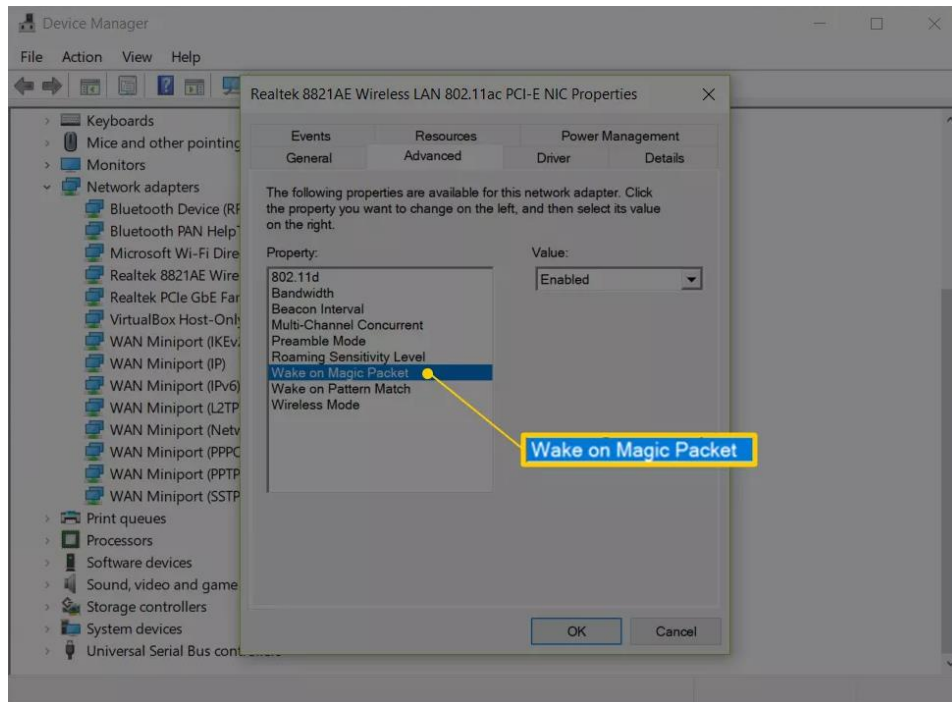 Device Manager
File Action View Help
Keyboards
Mice and other pointing
Monitors
Network adapters
Bluetooth Device (RF
Bluetooth PAN Help
Microsoft Wi-Fi Dire
Realtek 8821AE Wire
Realtek PCIe GbE Far
VirtualBox Host-Only
WAN Miniport (IKEv
WAN Miniport (IP)
WAN Miniport (IPv6)
WAN Miniport (L2TP
WAN Miniport (Netw
WAN Miniport (PPPO
WAN Miniport (PPTP
WAN Miniport (SSTP
Print queues
Processors
Software devices
Sound, video and game
Storage controllers
System devices
Universal Serial Bus controllers
Realtek 8821AE Wireless LAN 802.11ac PCI-E NIC Properties
Events Resources Power Management
General Advanced Driver Details
The following properties are available for this network adapter. Click
the property you want to change on the left, and then select its value
on the right.
Property:
802.11d
Bandwidth
Beacon Interval
Multi-Channel Concurrent
Preamble Mode
Roaming Sensitivity Level
Wake on Magic Packet
Wake on Pattern Match
Wireless Mode
Value:
Enabled
Wake on Magic Packet
OK Cancel